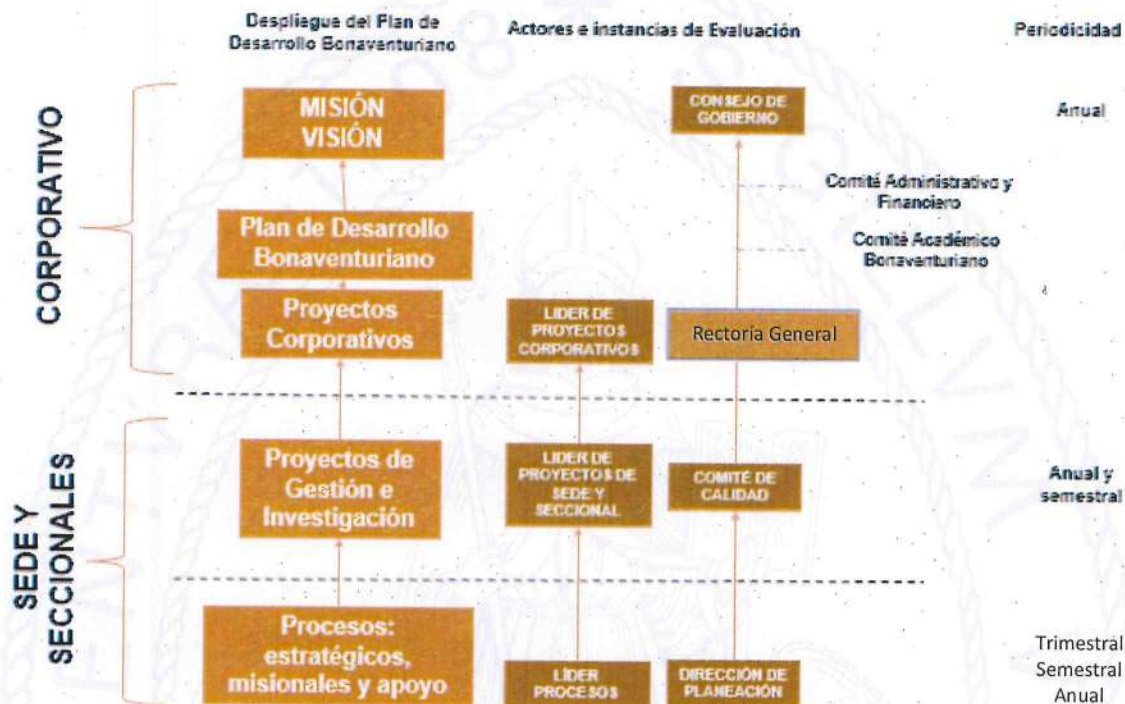 Despliegue del Plan de
Desarrollo Bonaventuriano
Actores e instancias de Evaluación
Periodicidad
CORPORATIVO
MISIÓN
VISIÓN
CONSEJO DE
GOBIERNO
Anual
Comité Administrativo y
Financiero
Plan de Desarrollo
Bonaventuriano
Comité Académico
Bonaventuriano
Proyectos
Corporativos
LIDER DE
PROYECTOS
CORPORATIVOS
Rectoría General
SEDE Y
SECCIONALES
Proyectos de
Gestión e
Investigación
LIDER DE
PROYECTOS DE
SEDE Y
SECCIONAL
COMITÉ DE
CALIDAD
Anual y
semestral
Procesos:
estratégicos,
misionales y apoyo
LÍDER
PROCESOS
DIRECCIÓN DE
PLANEACIÓN
Trimestral
Semestral
Anual